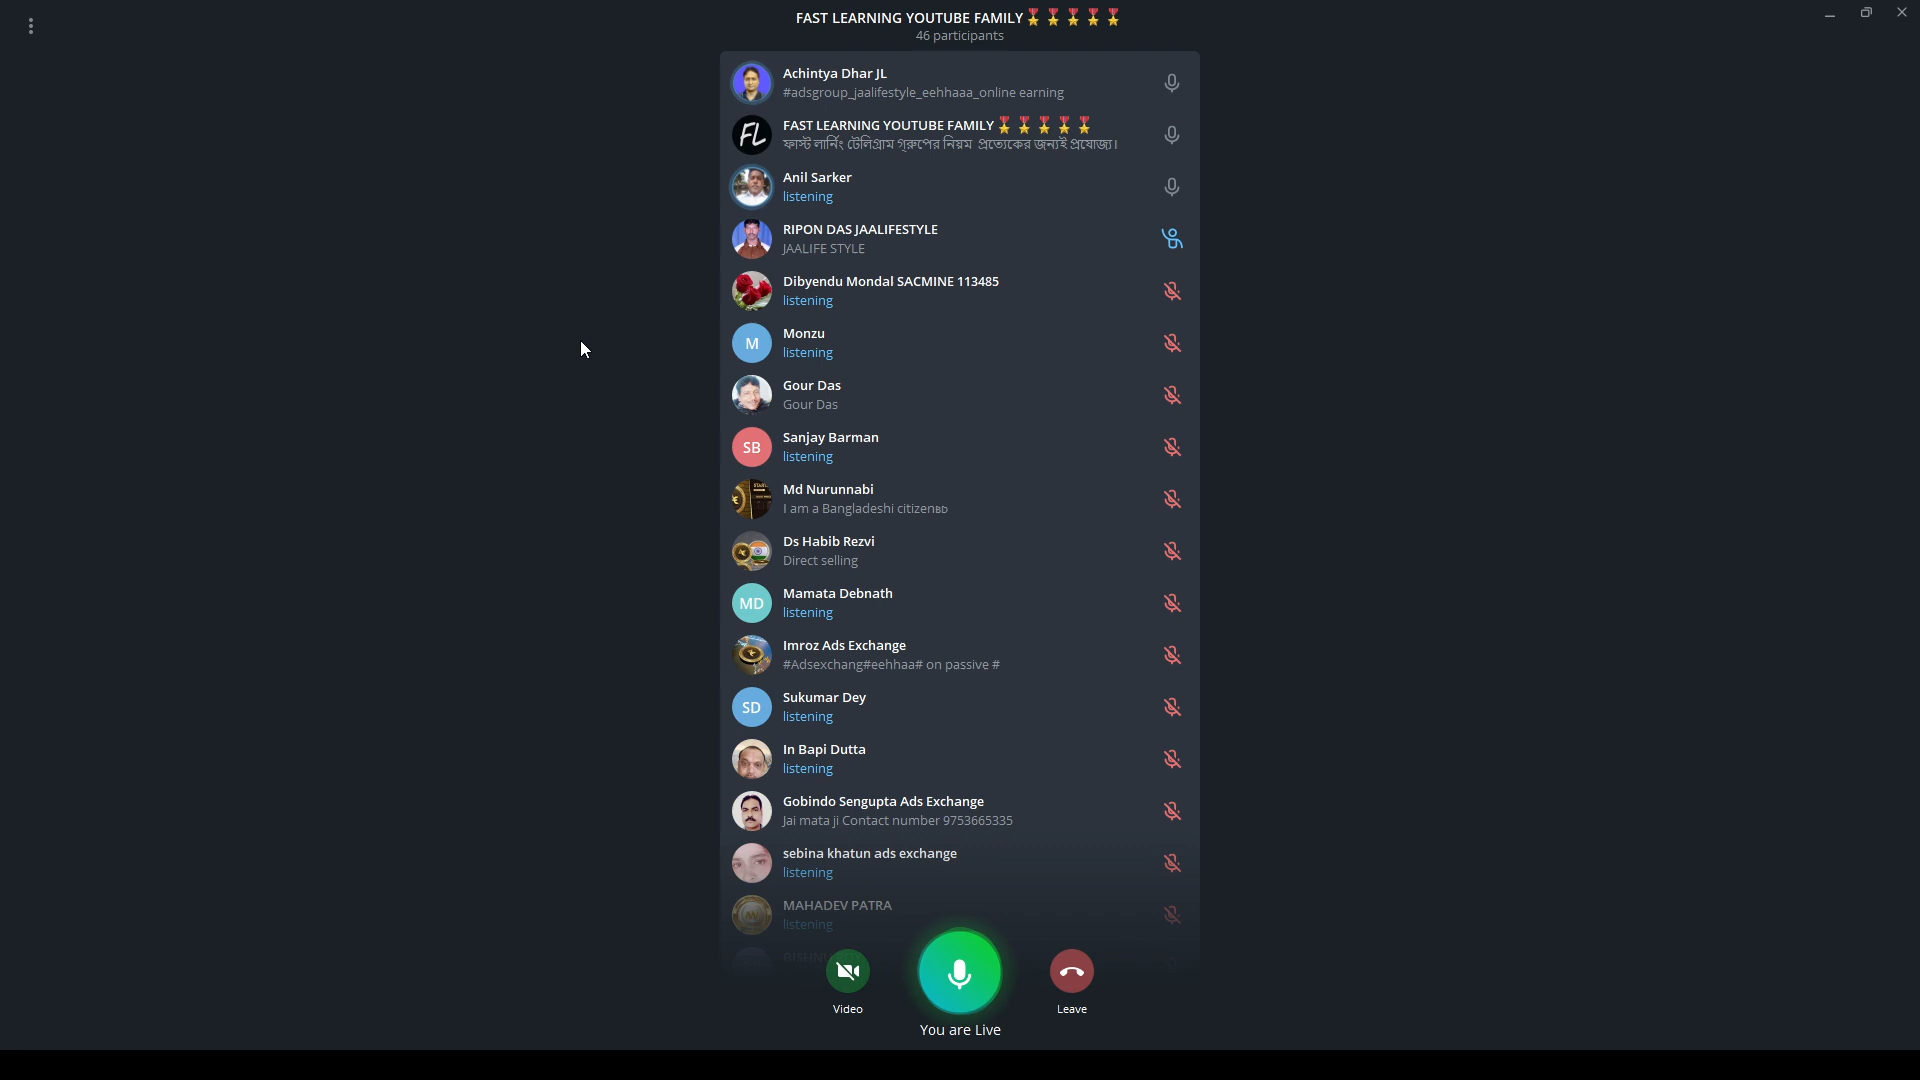 FAST LEARNING YOUTUBE FAMILY🎖🎖🎖🎖🎖
46 participants
Achintya Dhar JL
#adsgroup_jaalifestyle_eehhaaa_online earning
FL
FAST LEARNING YOUTUBE FAMILY🎖🎖🎖🎖🎖
ফাস্ট লার্নিং টেলিগ্রাম গ্রুপের নিয়ম প্রত্যেকের জন্যই প্রযোজ্য।
Anil Sarker
listening
RIPON DAS JAALIFESTYLE
JAALIFE STYLE
Dibyendu Mondal SACMINE 113485
listening
M
Monzu
listening
Gour Das
Gour Das
SB
Sanjay Barman
listening
Md Nurunnabi
I am a Bangladeshi citizenʙᴅ
Ds Habib Rezvi
Direct selling
MD
Mamata Debnath
listening
Imroz Ads Exchange
#Adsexchang#eehhaa# on passive #
SD
Sukumar Dey
listening
In Bapi Dutta
listening
Gobindo Sengupta Ads Exchange
Jai mata ji Contact number 9753665335
sebina khatun ads exchange
listening
MAHADEV PATRA
listening
Video
Leave
You are Live